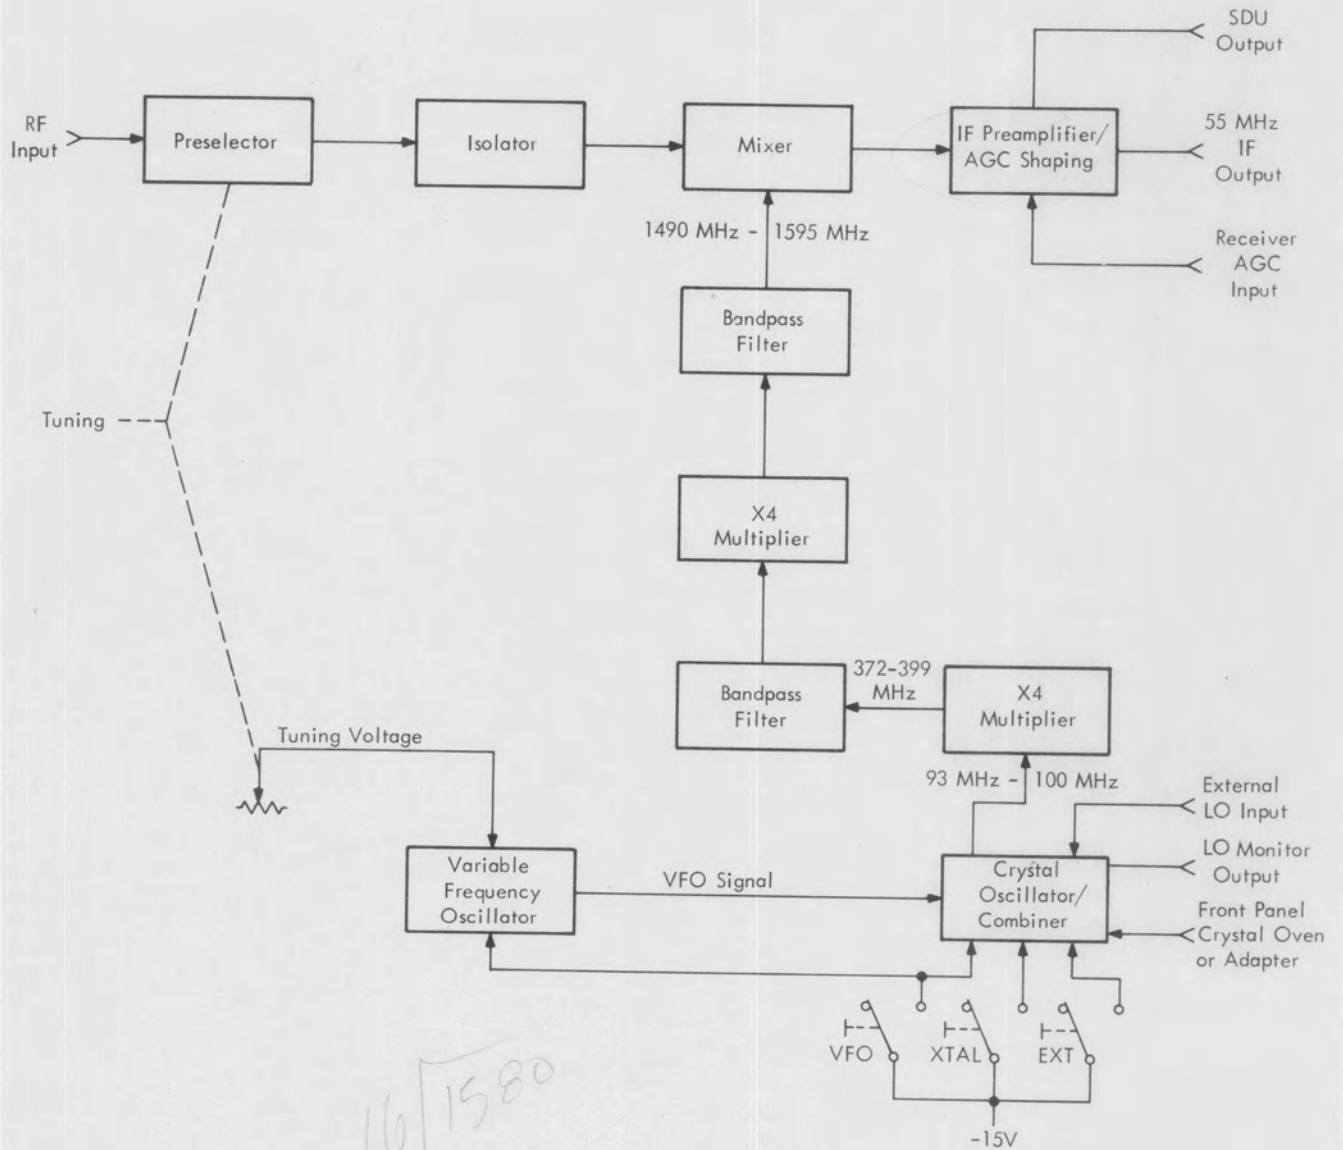 SDU
Output
RF
Input
Preselector
Isolator
Mixer
IF Preamplifier/
AGC Shaping
55 MHz
IF
Output
1490 MHz - 1595 MHz
Receiver
AGC
Input
Bandpass
Filter
Tuning
X4
Multiplier
372-399
MHz
Bandpass
Filter
X4
Multiplier
Tuning Voltage
93 MHz - 100 MHz
External
LO Input
Variable
Frequency
Oscillator
VFO Signal
Crystal
Oscillator/
Combiner
LO Monitor
Output
Front Panel
Crystal Oven
or Adapter
VFO
XTAL
EXT
16 1580
-15V